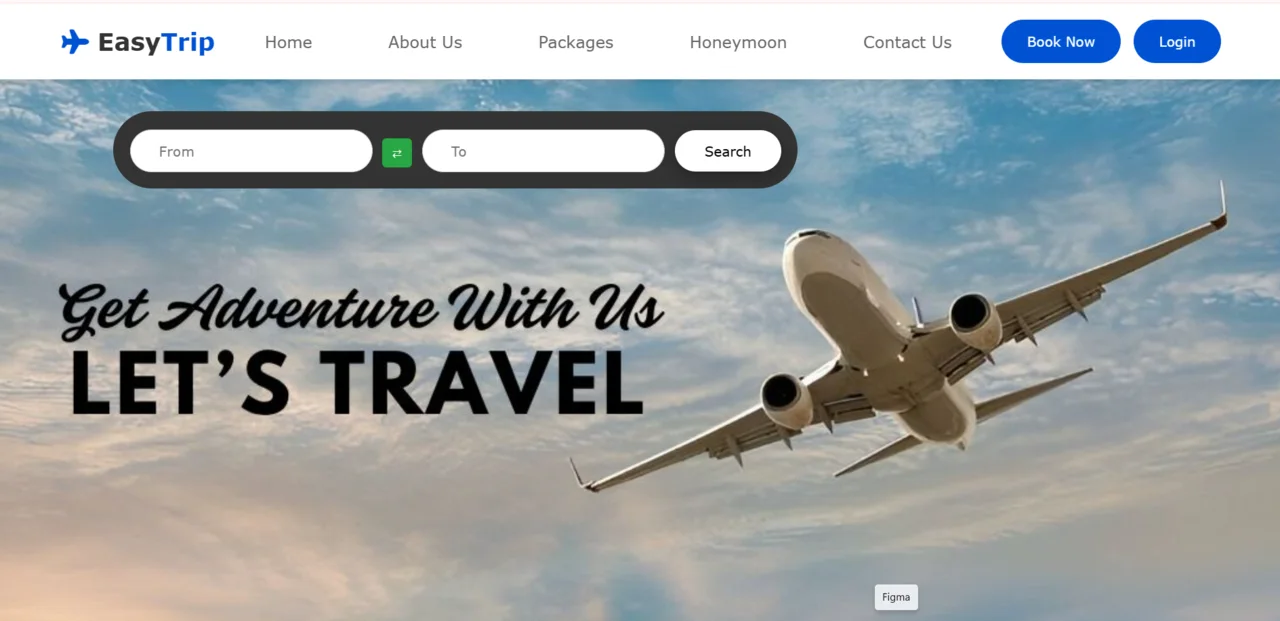 EasyTrip Home About Us Packages Honeymoon Contact Us Book Now Login
From ⇄ To Search
Get Adventure With Us
LET'S TRAVEL
Figma